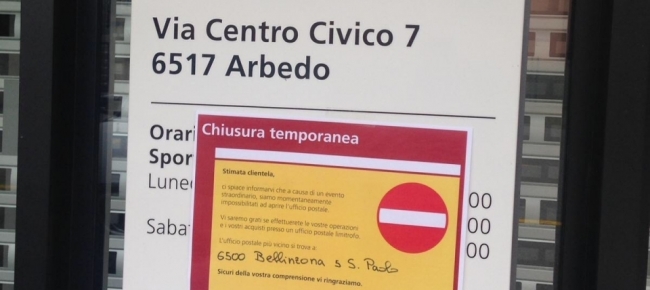 Via Centro Civico 7
6517 Arbedo
Orari
Spor
Lune
Saba
00
00
00
Chiusura temporanea
Stimata clientela,
ci spiace informarvi che a causa di un evento
straordinario, siamo momentaneamente
impossibilitati ad aprire l'ufficio postale.
Vi saremo grati se effettuerete le vostre operazioni
e i vostri acquisti presso un ufficio postale limitrofo.
L'ufficio postale più vicino si trova a
6500 Bellinzona 5 S. Paolo
Sicuri della vostra comprensione vi ringraziamo.